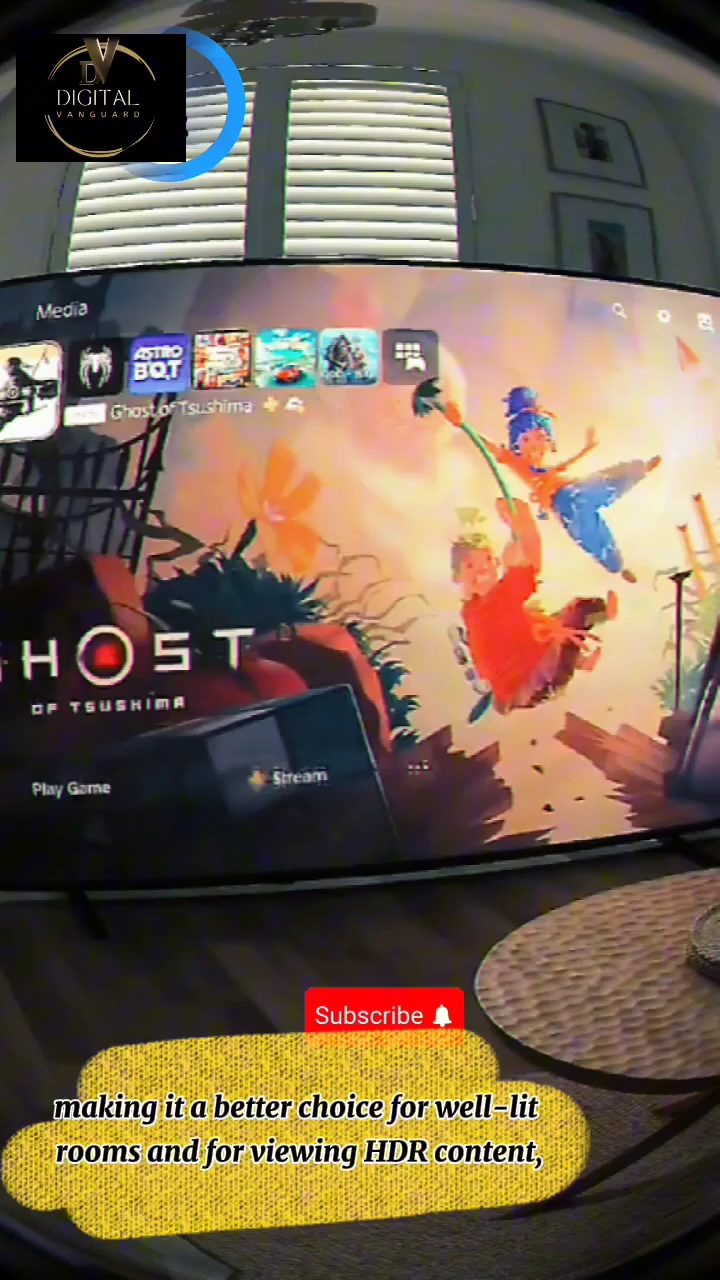 DV
DIGITAL
VANGUARD
Media
ASTRO
BOT
Ghost of Tsushima
GHOST
OF TSUSHIMA
Play Game
Stream
Subscribe
making it a better choice for well-lit
rooms and for viewing HDR content,